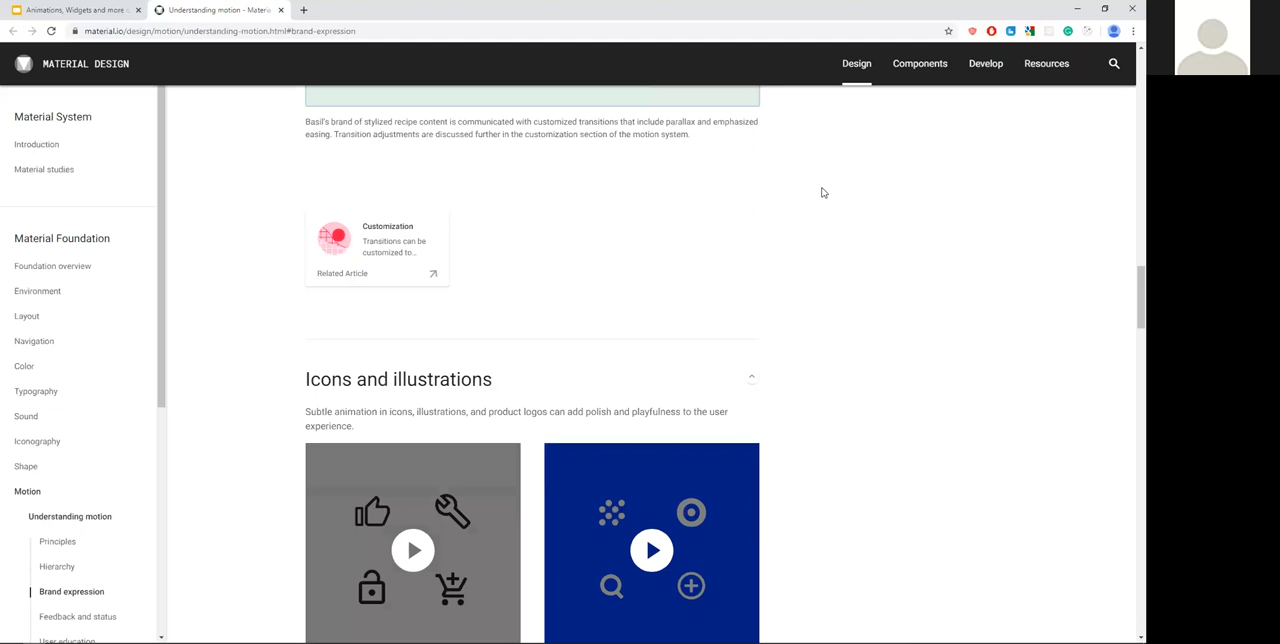 Animations, Widgets and more
Understanding motion - Materi
material.io/design/motion/understanding-motion.html#brand-expression
MATERIAL DESIGN
Design
Components
Develop
Resources
Material System
Introduction
Material studies
Material Foundation
Foundation overview
Environment
Layout
Navigation
Color
Typography
Sound
Iconography
Shape
Motion
Understanding motion
Principles
Hierarchy
Brand expression
Feedback and status
User education
Basil's brand of stylized recipe content is communicated with customized transitions that include parallax and emphasized
easing. Transition adjustments are discussed further in the customization section of the motion system.
Customization
Transitions can be
customized to...
Related Article
Icons and illustrations
Subtle animation in icons, illustrations, and product logos can add polish and playfulness to the user
experience.